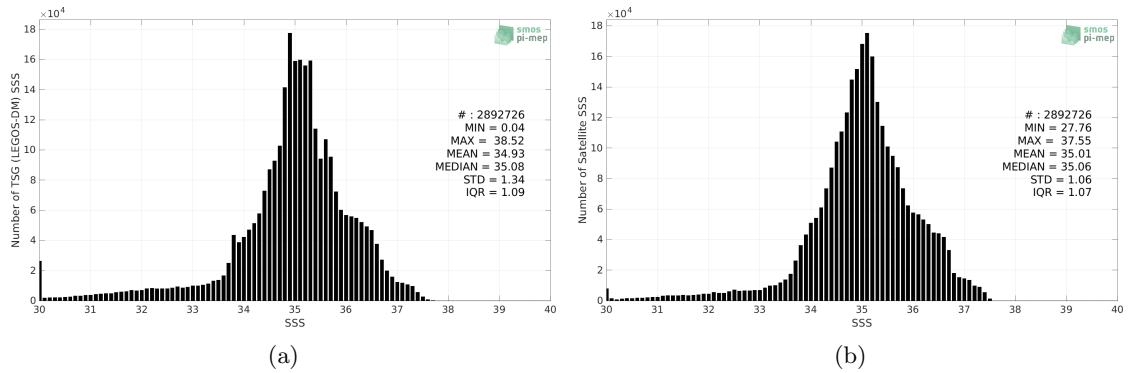 ×10⁴
18
16
14
12
10
8
6
4
2
0
Number of TSG (LEGOS-DM) SSS
30 31 32 33 34 35 36 37 38 39 40
SSS
smos
pi-mep
# : 2892726
MIN = 0.04
MAX = 38.52
MEAN = 34.93
MEDIAN = 35.08
STD = 1.34
IQR = 1.09
(a)
×10⁴
18
16
14
12
10
8
6
4
2
0
Number of Satellite SSS
30 31 32 33 34 35 36 37 38 39 40
SSS
smos
pi-mep
# : 2892726
MIN = 27.76
MAX = 37.55
MEAN = 35.01
MEDIAN = 35.06
STD = 1.06
IQR = 1.07
(b)